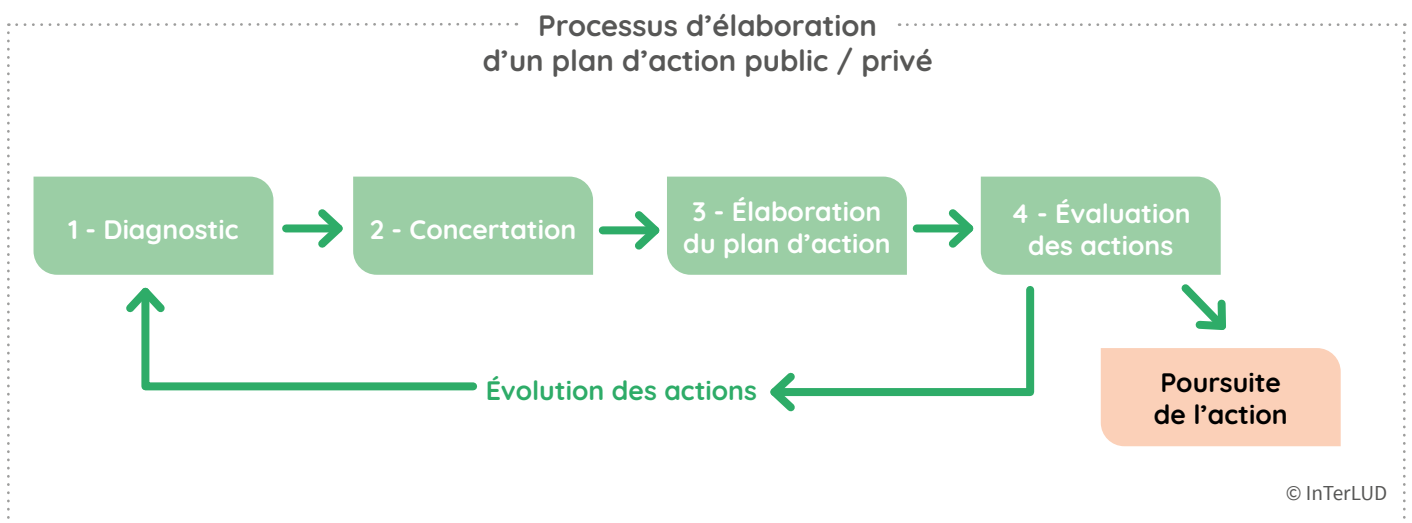 Processus d’élaboration
d’un plan d’action public / privé
1 - Diagnostic
2 - Concertation
3 - Élaboration
du plan d’action
4 - Évaluation
des actions
Évolution des actions
Poursuite
de l’action
© InTerLUD